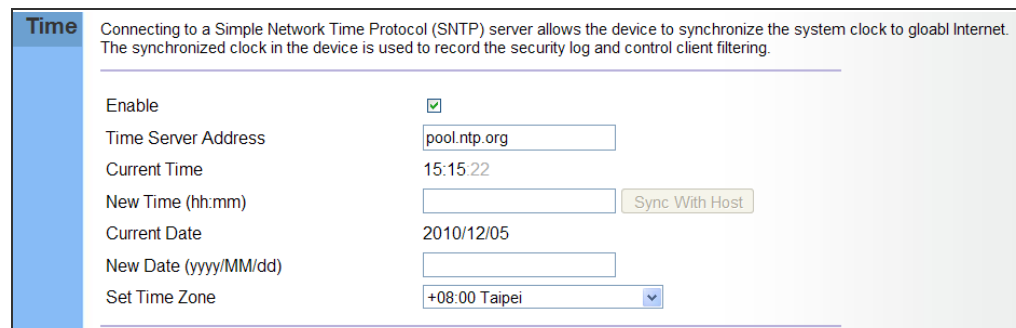 Time
Connecting to a Simple Network Time Protocol (SNTP) server allows the device to synchronize the system clock to gloabl Internet.
The synchronized clock in the device is used to record the security log and control client filtering.
Enable
Time Server Address pool.ntp.org
Current Time 15:15:22
New Time (hh:mm) Sync With Host
Current Date 2010/12/05
New Date (yyyy/MM/dd)
Set Time Zone +08:00 Taipei